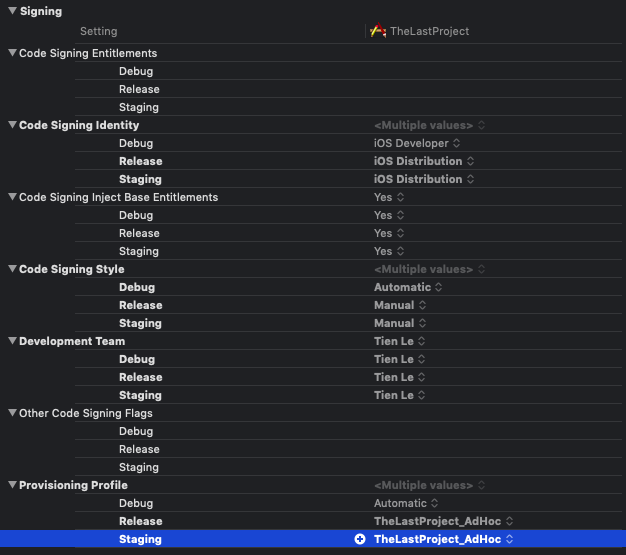 Signing
Setting TheLastProject
Code Signing Entitlements
Debug
Release
Staging
Code Signing Identity <Multiple values>
Debug iOS Developer
Release iOS Distribution
Staging iOS Distribution
Code Signing Inject Base Entitlements Yes
Debug Yes
Release Yes
Staging Yes
Code Signing Style <Multiple values>
Debug Automatic
Release Manual
Staging Manual
Development Team Tien Le
Debug Tien Le
Release Tien Le
Staging Tien Le
Other Code Signing Flags
Debug
Release
Staging
Provisioning Profile <Multiple values>
Debug Automatic
Release TheLastProject_AdHoc
Staging TheLastProject_AdHoc